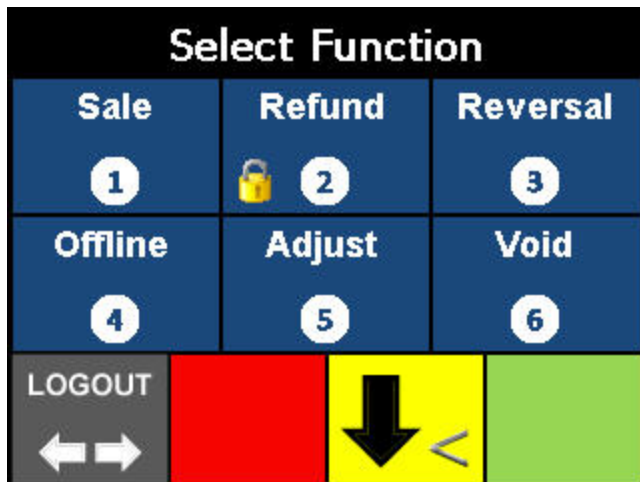 Select Function
Sale
Refund
Reversal
1
2
3
Offline
Adjust
Void
4
5
6
LOGOUT
<